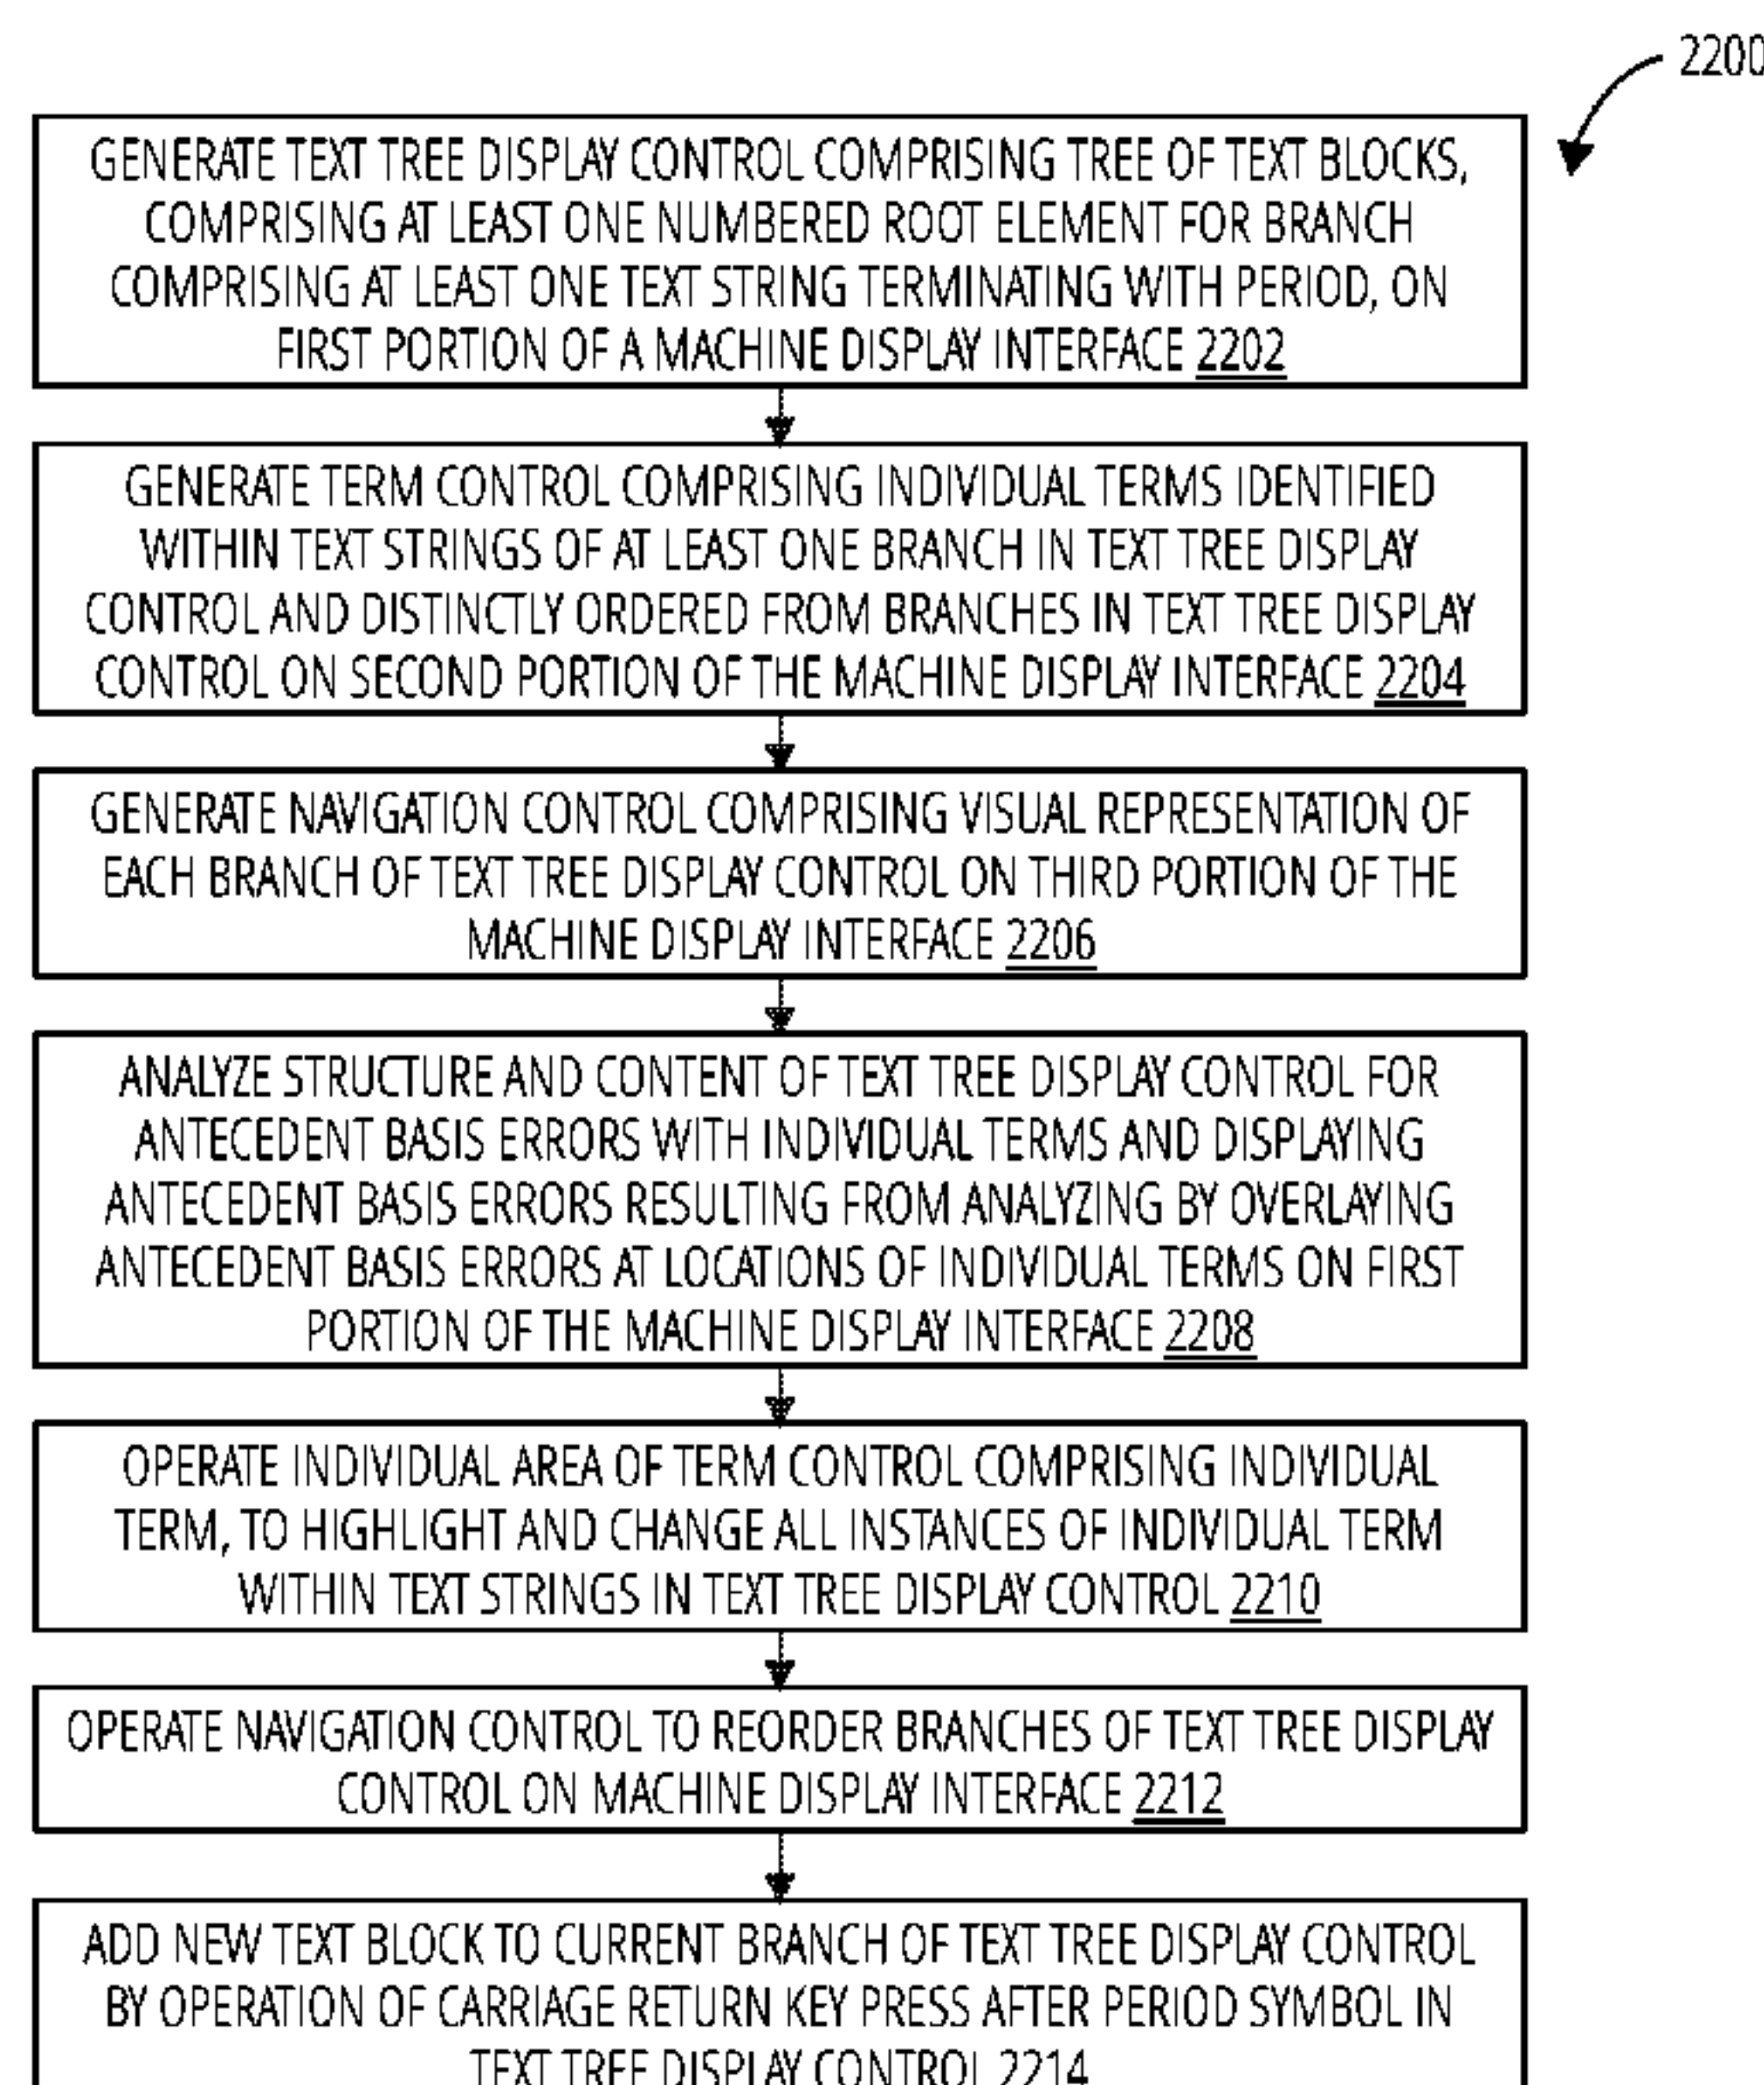 2200
GENERATE TEXT TREE DISPLAY CONTROL COMPRISING TREE OF TEXT BLOCKS,
COMPRISING AT LEAST ONE NUMBERED ROOT ELEMENT FOR BRANCH
COMPRISING AT LEAST ONE TEXT STRING TERMINATING WITH PERIOD, ON
FIRST PORTION OF A MACHINE DISPLAY INTERFACE 2202
GENERATE TERM CONTROL COMPRISING INDIVIDUAL TERMS IDENTIFIED
WITHIN TEXT STRINGS OF AT LEAST ONE BRANCH IN TEXT TREE DISPLAY
CONTROL AND DISTINCTLY ORDERED FROM BRANCHES IN TEXT TREE DISPLAY
CONTROL ON SECOND PORTION OF THE MACHINE DISPLAY INTERFACE 2204
GENERATE NAVIGATION CONTROL COMPRISING VISUAL REPRESENTATION OF
EACH BRANCH OF TEXT TREE DISPLAY CONTROL ON THIRD PORTION OF THE
MACHINE DISPLAY INTERFACE 2206
ANALYZE STRUCTURE AND CONTENT OF TEXT TREE DISPLAY CONTROL FOR
ANTECEDENT BASIS ERRORS WITH INDIVIDUAL TERMS AND DISPLAYING
ANTECEDENT BASIS ERRORS RESULTING FROM ANALYZING BY OVERLAYING
ANTECEDENT BASIS ERRORS AT LOCATIONS OF INDIVIDUAL TERMS ON FIRST
PORTION OF THE MACHINE DISPLAY INTERFACE 2208
OPERATE INDIVIDUAL AREA OF TERM CONTROL COMPRISING INDIVIDUAL
TERM, TO HIGHLIGHT AND CHANGE ALL INSTANCES OF INDIVIDUAL TERM
WITHIN TEXT STRINGS IN TEXT TREE DISPLAY CONTROL 2210
OPERATE NAVIGATION CONTROL TO REORDER BRANCHES OF TEXT TREE DISPLAY
CONTROL ON MACHINE DISPLAY INTERFACE 2212
ADD NEW TEXT BLOCK TO CURRENT BRANCH OF TEXT TREE DISPLAY CONTROL
BY OPERATION OF CARRIAGE RETURN KEY PRESS AFTER PERIOD SYMBOL IN
TEXT TREE DISPLAY CONTROL 2214